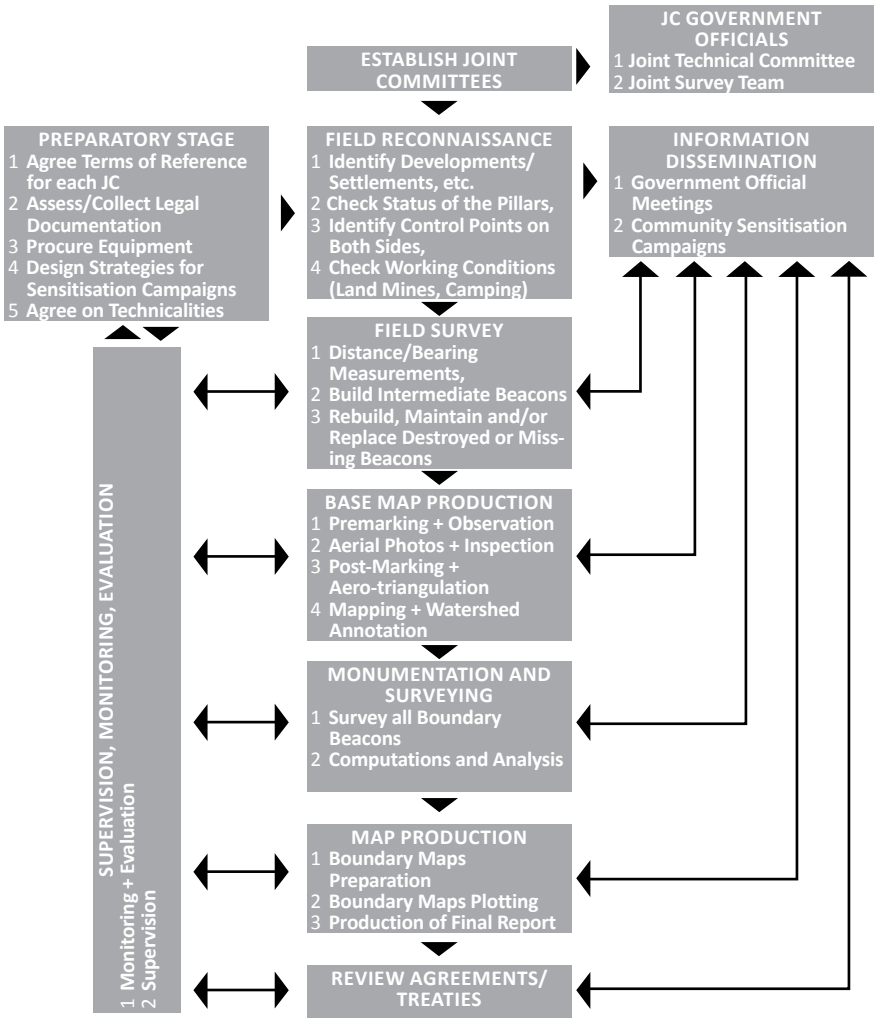 ESTABLISH JOINT
COMMITTEES
JC GOVERNMENT
OFFICIALS
1 Joint Technical Committee
2 Joint Survey Team
PREPARATORY STAGE
1 Agree Terms of Reference
for each JC
2 Assess/Collect Legal
Documentation
3 Procure Equipment
4 Design Strategies for
Sensitisation Campaigns
5 Agree on Technicalities
FIELD RECONNAISSANCE
1 Identify Developments/
Settlements, etc.
2 Check Status of the Pillars,
3 Identify Control Points on
Both Sides,
4 Check Working Conditions
(Land Mines, Camping)
INFORMATION
DISSEMINATION
1 Government Official
Meetings
2 Community Sensitisation
Campaigns
FIELD SURVEY
1 Distance/Bearing
Measurements,
2 Build Intermediate Beacons
3 Rebuild, Maintain and/or
Replace Destroyed or Miss-
ing Beacons
BASE MAP PRODUCTION
1 Premarking + Observation
2 Aerial Photos + Inspection
3 Post-Marking +
Aero-triangulation
4 Mapping + Watershed
Annotation
MONUMENTATION AND
SURVEYING
1 Survey all Boundary
Beacons
2 Computations and Analysis
MAP PRODUCTION
1 Boundary Maps
Preparation
2 Boundary Maps Plotting
3 Production of Final Report
REVIEW AGREEMENTS/
TREATIES
SUPERVISION, MONITORING, EVALUATION
1 Monitoring + Evaluation
2 Supervision